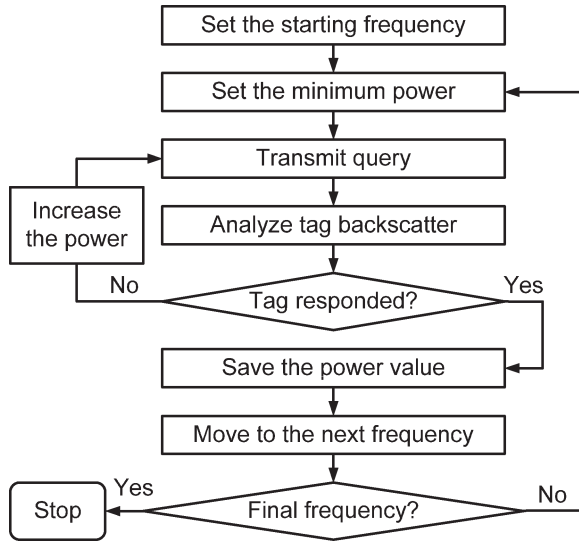 Set the starting frequency
Set the minimum power
Transmit query
Increase
the power
Analyze tag backscatter
No
Tag responded?
Yes
Save the power value
Move to the next frequency
Yes
Stop
Final frequency?
No